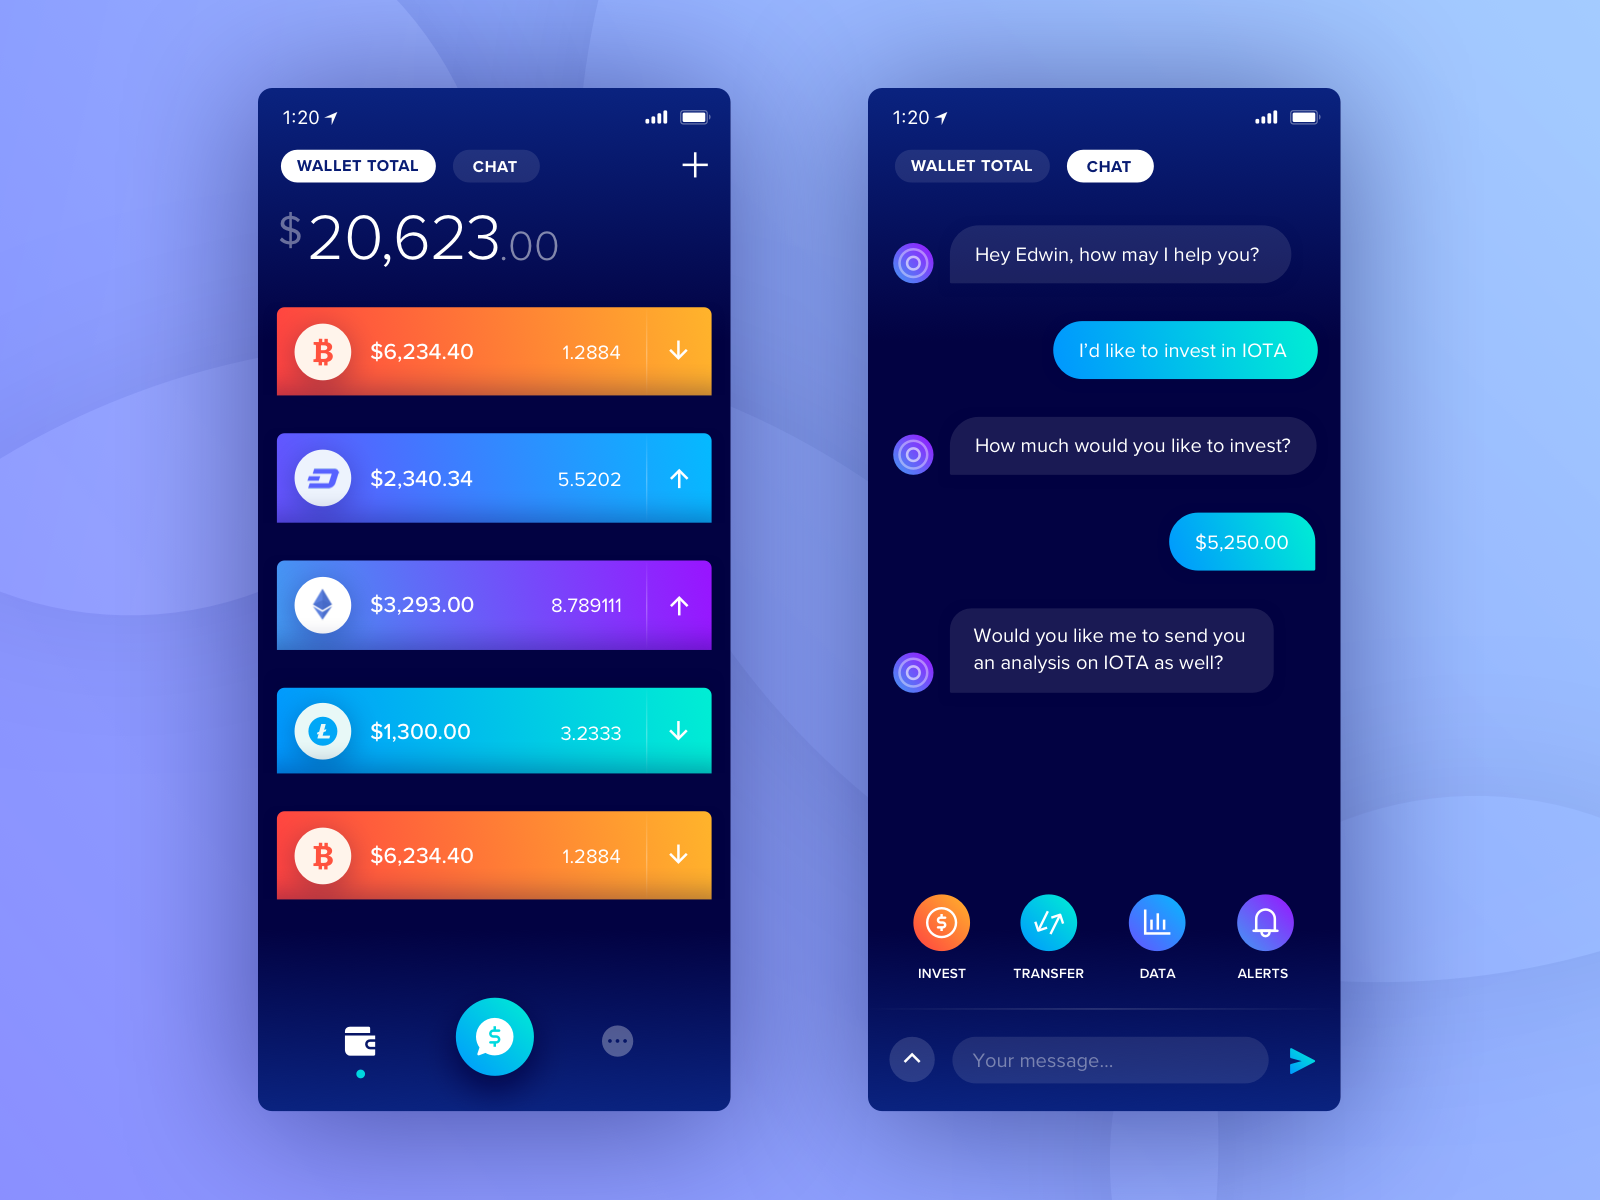 1:20
WALLET TOTAL
CHAT
$20,623.00
$6,234.40 1.2884
$2,340.34 5.5202
$3,293.00 8.789111
$1,300.00 3.2333
$6,234.40 1.2884
1:20
WALLET TOTAL
CHAT
Hey Edwin, how may I help you?
I'd like to invest in IOTA
How much would you like to invest?
$5,250.00
Would you like me to send you
an analysis on IOTA as well?
INVEST
TRANSFER
DATA
ALERTS
Your message...